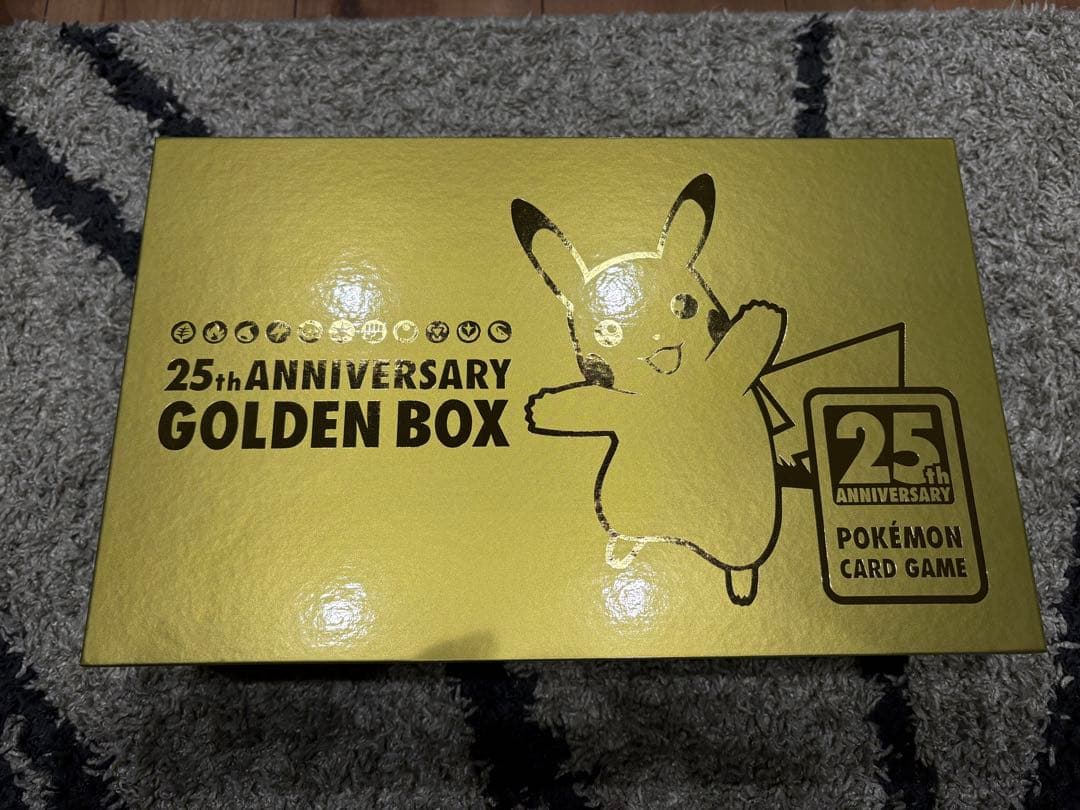 25th ANNIVERSARY
GOLDEN BOX
25th
ANNIVERSARY
POKÉMON
CARD GAME